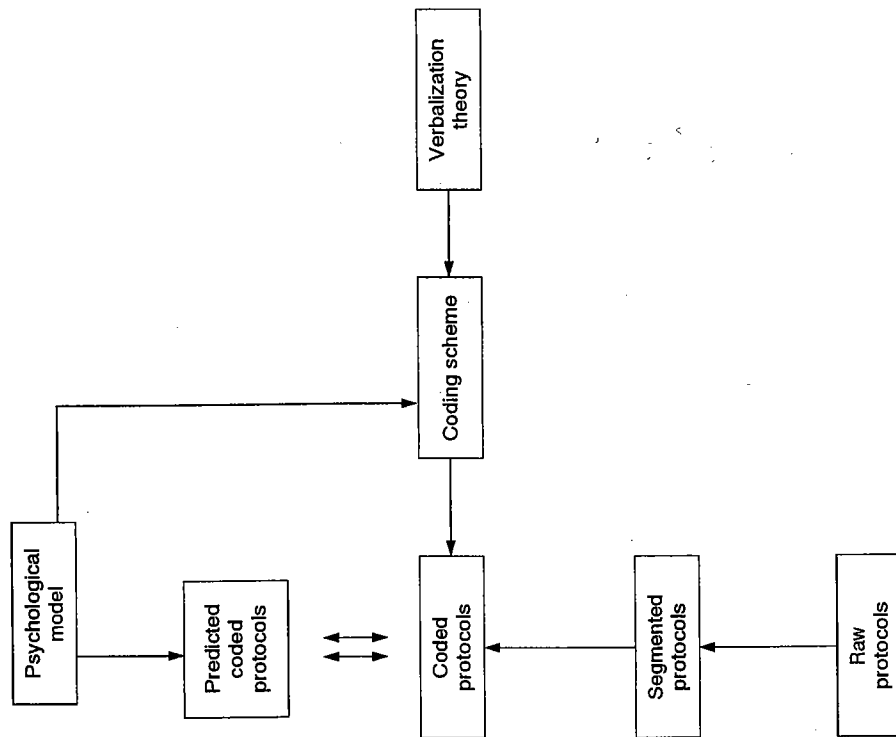 Psychological
model
Predicted
coded
protocols
Coded
protocols
Segmented
protocols
Raw
protocols
Coding scheme
Verbalization
theory